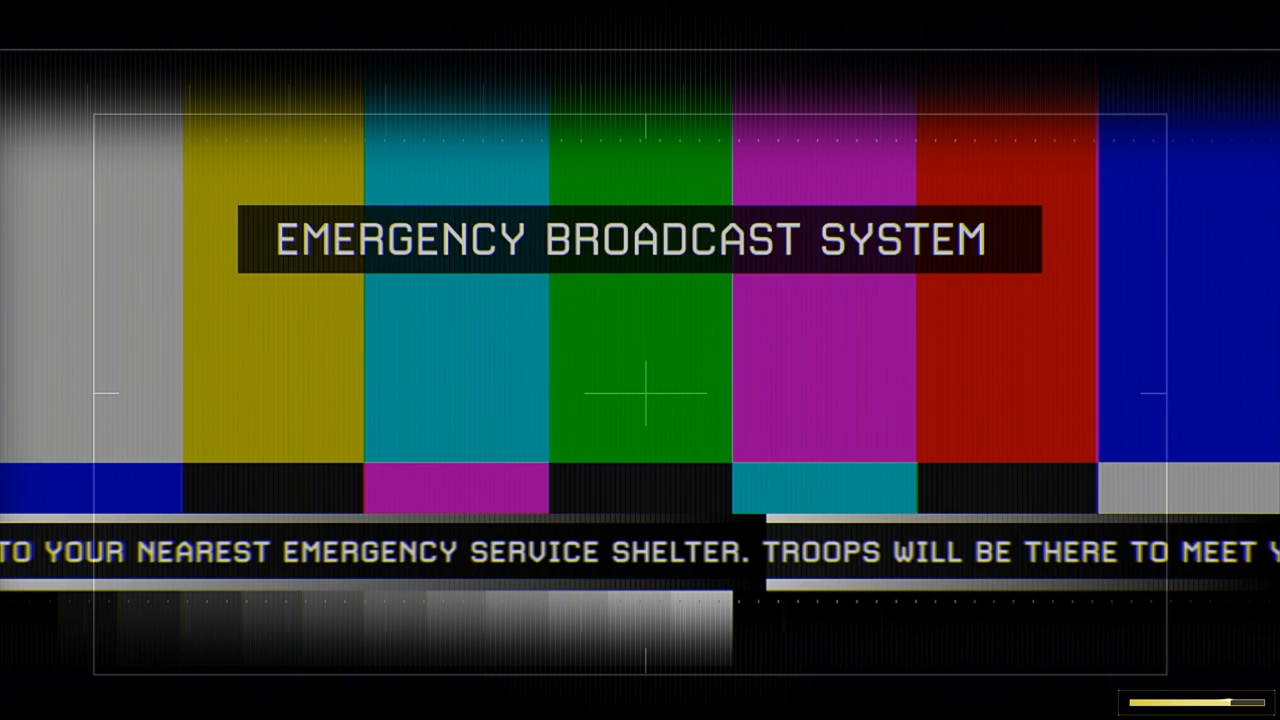 EMERGENCY BROADCAST SYSTEM
TO YOUR NEAREST EMERGENCY SERVICE SHELTER. TROOPS WILL BE THERE TO MEET